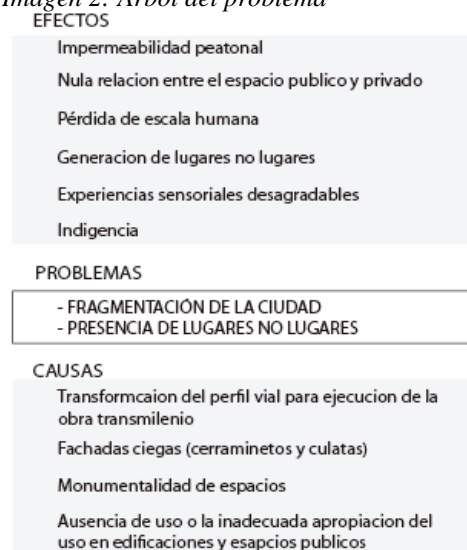 Imagen 2: Árbol del problema
EFECTOS
Impermeabilidad peatonal
Nula relacion entre el espacio publico y privado
Pérdida de escala humana
Generacion de lugares no lugares
Experiencias sensoriales desagradables
Indigencia
PROBLEMAS
- FRAGMENTACIÓN DE LA CIUDAD
- PRESENCIA DE LUGARES NO LUGARES
CAUSAS
Transformcaion del perfil vial para ejecucion de la
obra transmilenio
Fachadas ciegas (cerraminetos y culatas)
Monumentalidad de espacios
Ausencia de uso o la inadecuada apropiacion del
uso en edificaciones y esapcios publicos